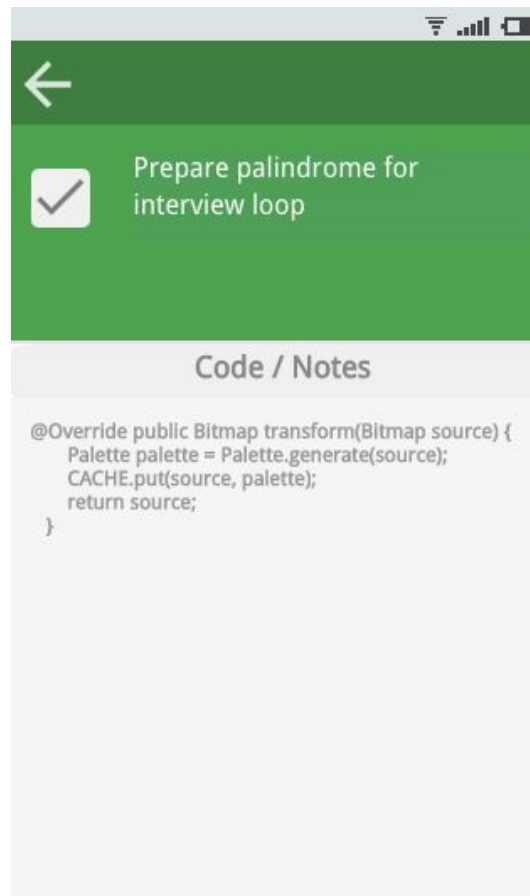 Prepare palindrome for
interview loop
Code / Notes
@Override public Bitmap transform(Bitmap source) {
Palette palette = Palette.generate(source);
CACHE.put(source, palette);
return source;
}